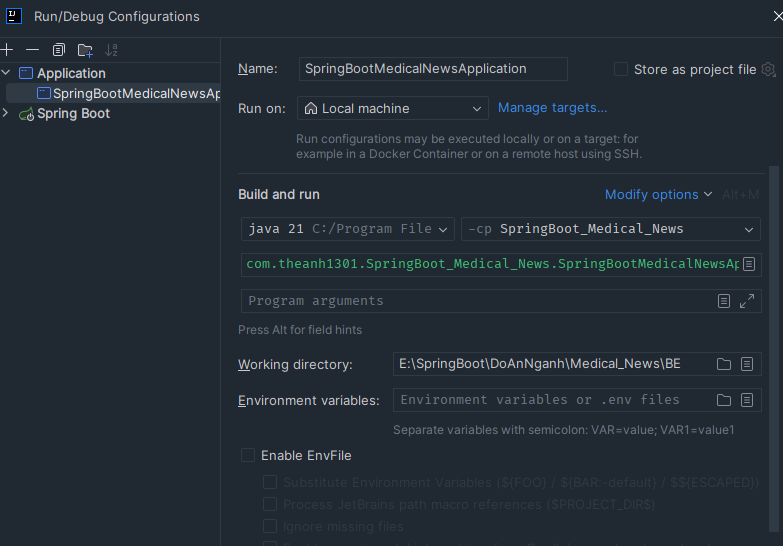 Run/Debug Configurations
Application
SpringBootMedicalNewsAp
Spring Boot
Name: SpringBootMedicalNewsApplication Store as project file
Run on: Local machine Manage targets...
Run configurations may be executed locally or on a target: for
example in a Docker Container or on a remote host using SSH.
Build and run Modify options Alt+M
java 21 C:/Program File -cp SpringBoot_Medical_News
com.theanh1301.SpringBoot_Medical_News.SpringBootMedicalNewsAp
Program arguments
Press Alt for field hints
Working directory: E:\SpringBoot\DoAnNganh\Medical_News\BE
Environment variables: Environment variables or .env files
Separate variables with semicolon: VAR=value; VAR1=value1
Enable EnvFile
Substitute Environment Variables (${FOO} / ${BAR:-default} / $${ESCAPED})
Process JetBrains path macro references ($PROJECT_DIR$)
Ignore missing files